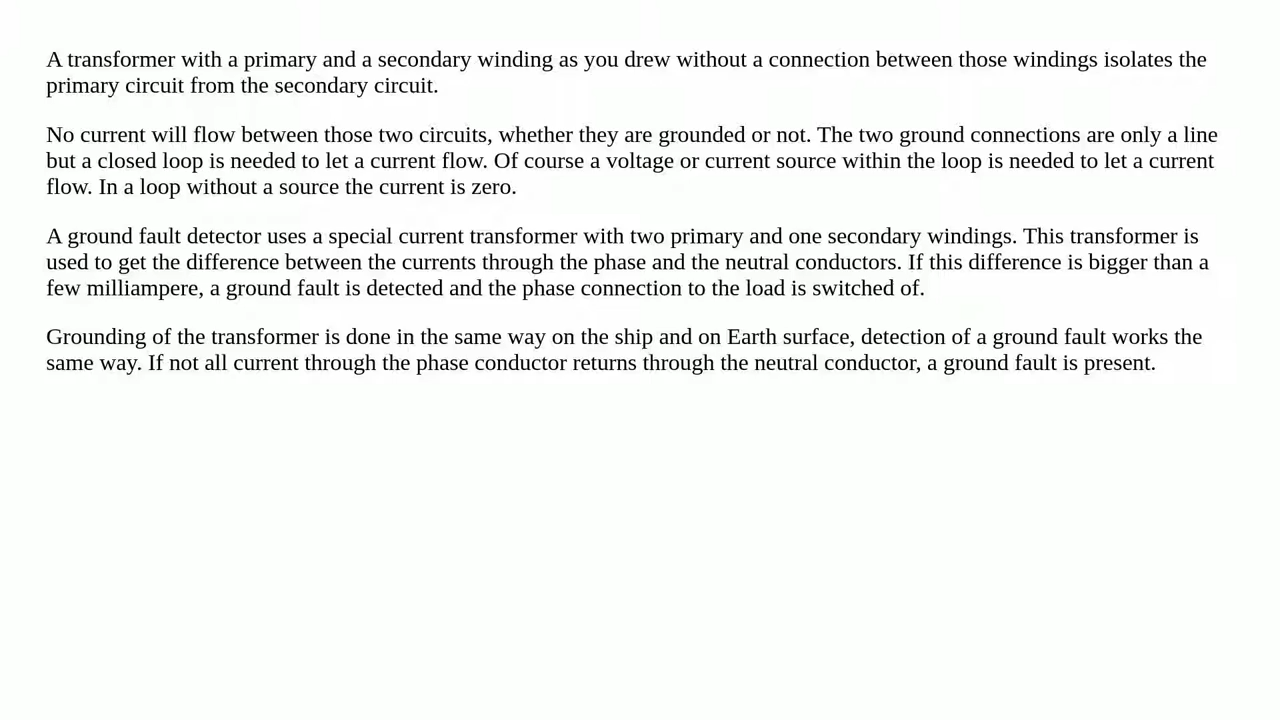 A transformer with a primary and a secondary winding as you drew without a connection between those windings isolates the
primary circuit from the secondary circuit.
No current will flow between those two circuits, whether they are grounded or not. The two ground connections are only a line
but a closed loop is needed to let a current flow. Of course a voltage or current source within the loop is needed to let a current
flow. In a loop without a source the current is zero.
A ground fault detector uses a special current transformer with two primary and one secondary windings. This transformer is
used to get the difference between the currents through the phase and the neutral conductors. If this difference is bigger than a
few milliampere, a ground fault is detected and the phase connection to the load is switched of.
Grounding of the transformer is done in the same way on the ship and on Earth surface, detection of a ground fault works the
same way. If not all current through the phase conductor returns through the neutral conductor, a ground fault is present.